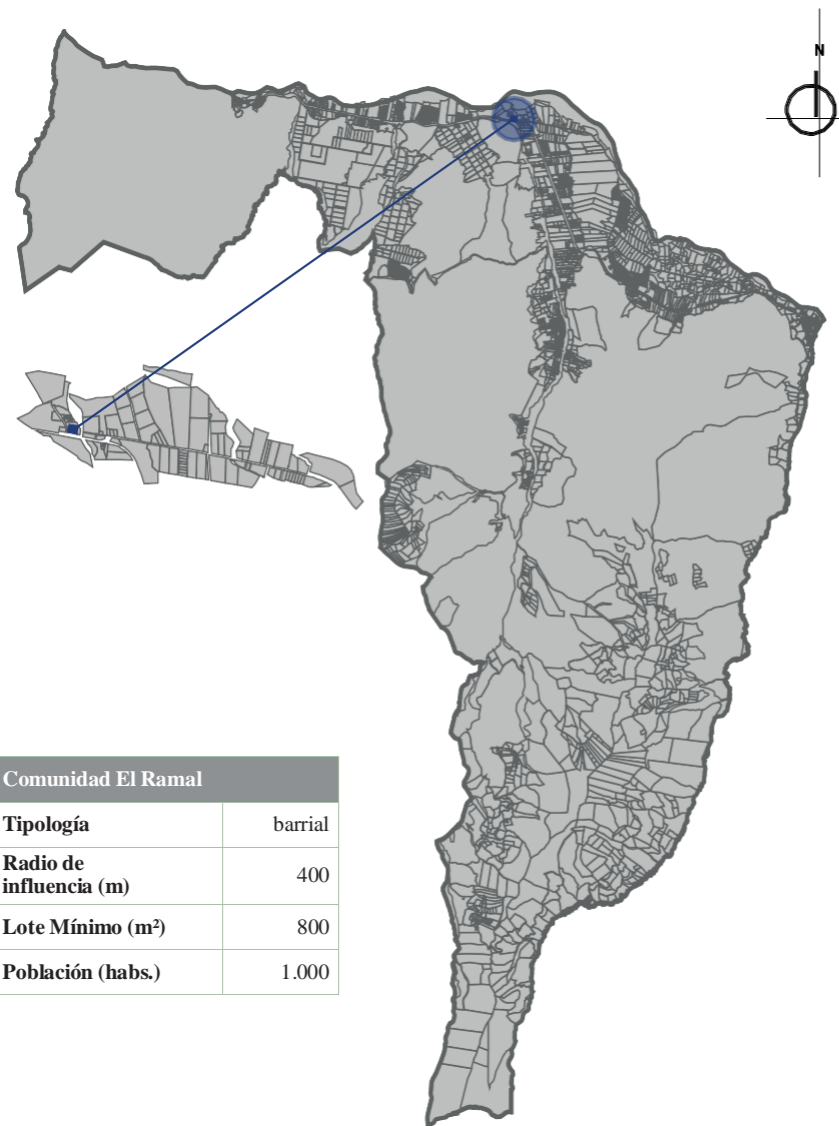 N
Comunidad El Ramal
Tipología barrial
Radio de
influencia (m) 400
Lote Mínimo (m²) 800
Población (habs.) 1.000